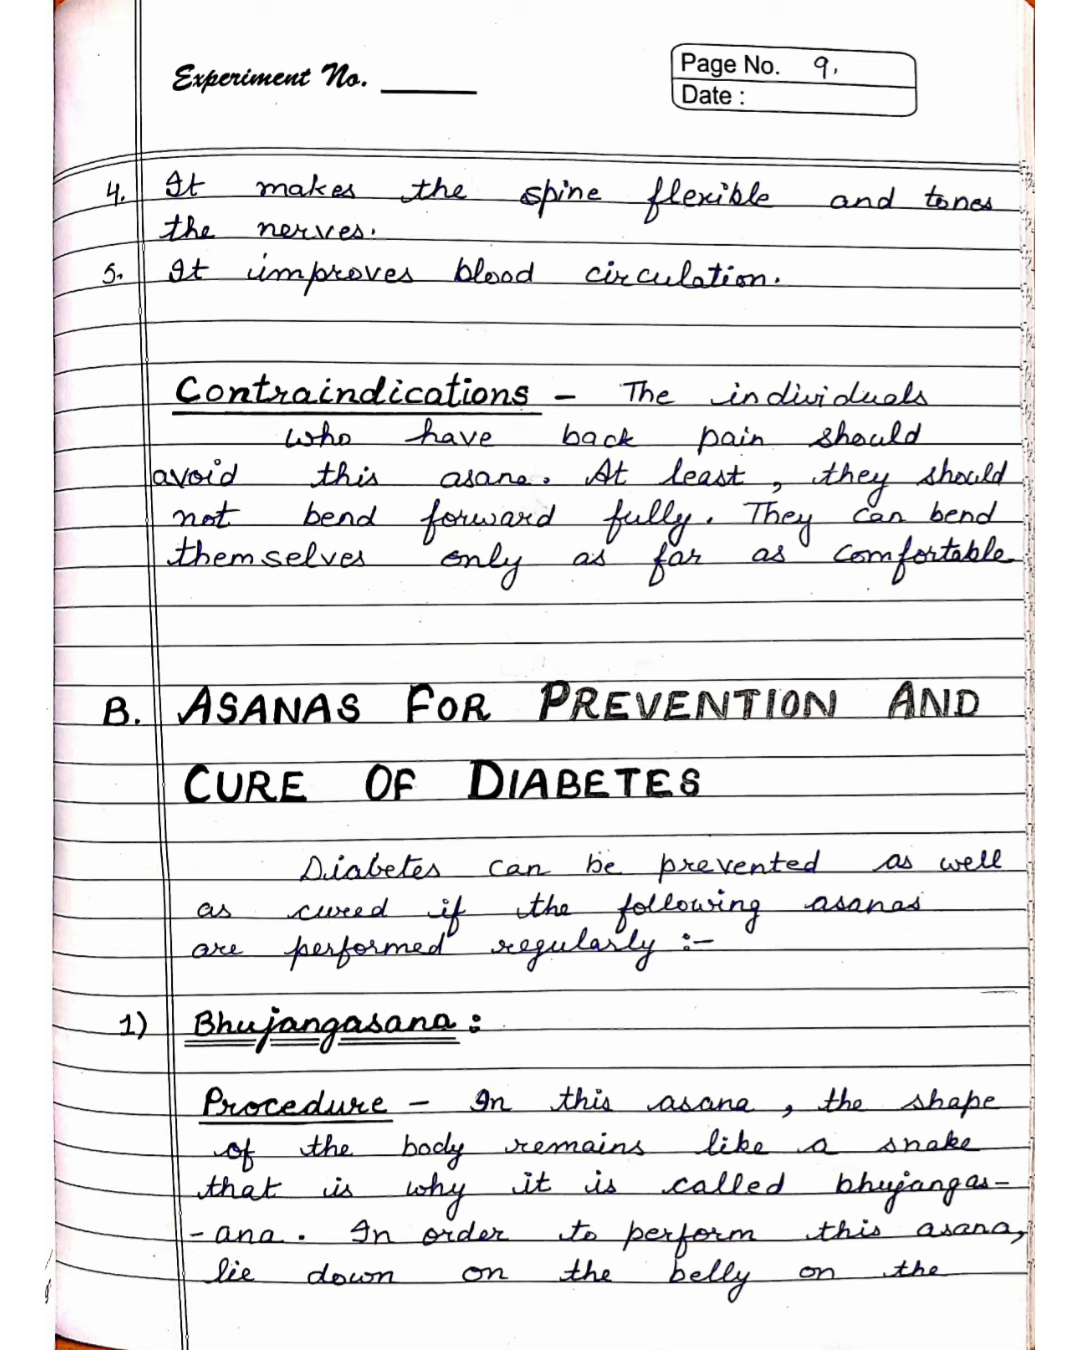 Experiment No. ______
Page No. 9.
Date :
4. It makes the spine flexible and tones
the nerves.
5. It improves blood circulation.
Contraindications – The individuals
who have back pain should
avoid this asana. At least, they should
not bend forward fully. They can bend
themselves only as far as comfortable
B. ASANAS FOR PREVENTION AND
CURE OF DIABETES
Diabetes can be prevented as well
as cured if the following asanas
are performed regularly :–
1) Bhujangasana :
Procedure – In this asana, the shape
of the body remains like a snake
that is why it is called bhujangas-
-ana. In order to perform this asana,
lie down on the belly on the